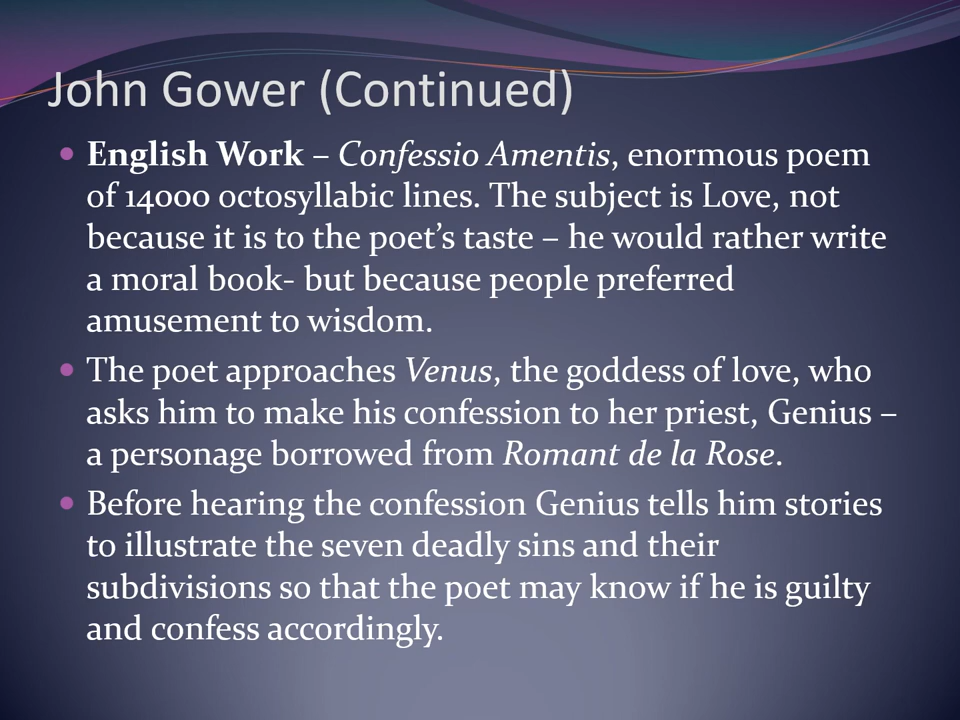 John Gower (Continued)
• English Work – Confessio Amentis, enormous poem
of 14000 octosyllabic lines. The subject is Love, not
because it is to the poet’s taste – he would rather write
a moral book- but because people preferred
amusement to wisdom.
• The poet approaches Venus, the goddess of love, who
asks him to make his confession to her priest, Genius –
a personage borrowed from Romant de la Rose.
• Before hearing the confession Genius tells him stories
to illustrate the seven deadly sins and their
subdivisions so that the poet may know if he is guilty
and confess accordingly.